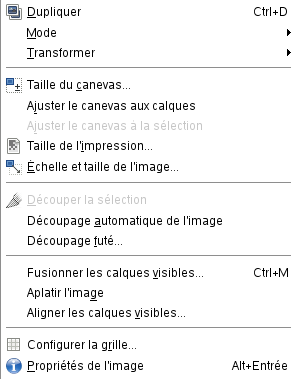 Dupliquer Ctrl+D
Mode
Transformer
Taille du canevas...
Ajuster le canevas aux calques
Ajuster le canevas à la sélection
Taille de l'impression...
Échelle et taille de l'image...
Découper la sélection
Découpage automatique de l'image
Découpage futé...
Fusionner les calques visibles... Ctrl+M
Aplatir l'image
Aligner les calques visibles...
Configurer la grille...
Propriétés de l'image Alt+Entrée